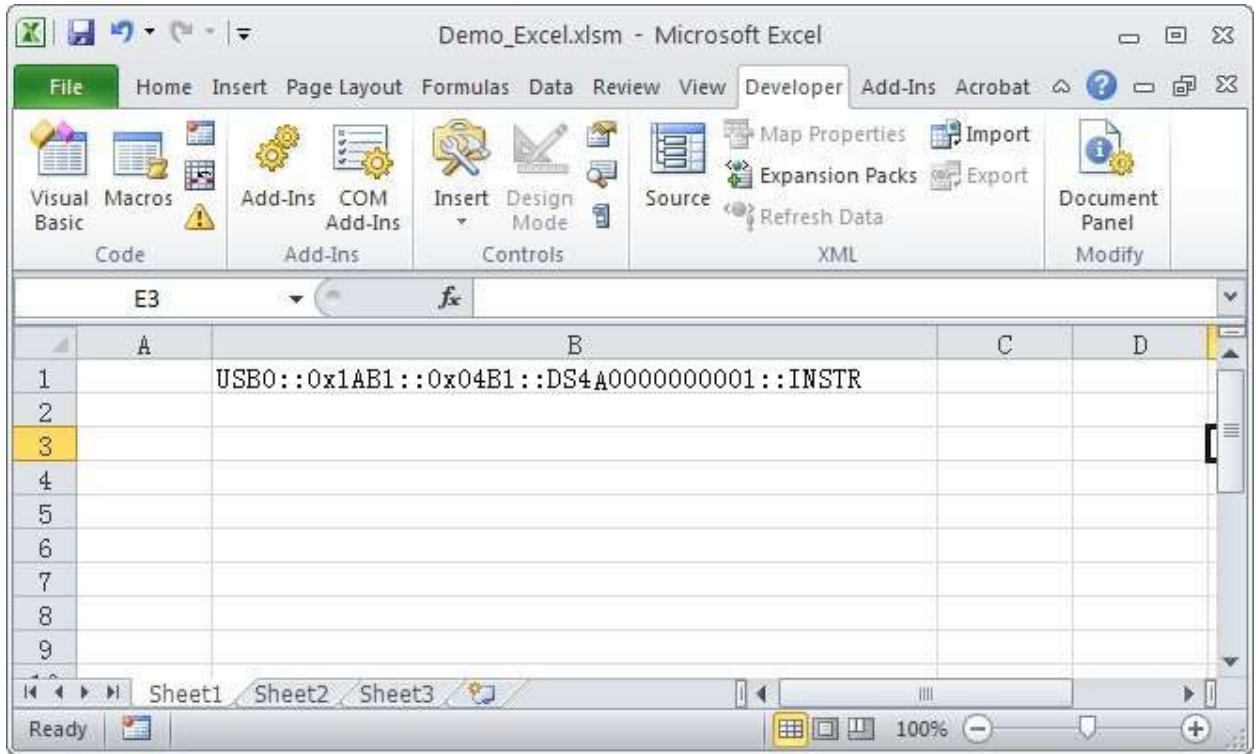 Demo_Excel.xlsm - Microsoft Excel
File Home Insert Page Layout Formulas Data Review View Developer Add-Ins Acrobat
Visual Basic Macros Add-Ins COM Add-Ins Insert Design Mode Source Map Properties Import
Expansion Packs Export
Refresh Data
Document Panel
Code Add-Ins Controls XML Modify
E3 fx
A B C D
1 USB0::0x1AB1::0x04B1::DS4A0000000001::INSTR
2
3
4
5
6
7
8
9
Sheet1 Sheet2 Sheet3
Ready 100%